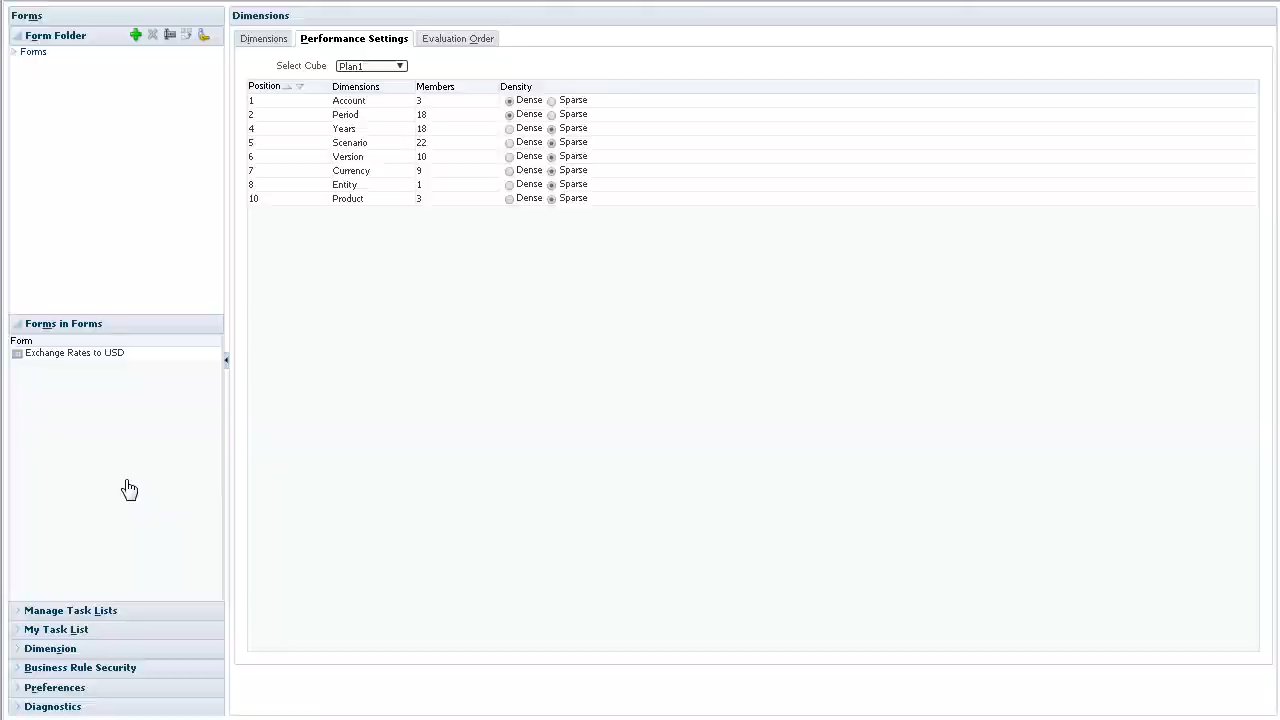 Forms
Form Folder
Forms
Forms in Forms
Form
Exchange Rates to USD
Manage Task Lists
My Task List
Dimension
Business Rule Security
Preferences
Diagnostics
Dimensions
Dimensions Performance Settings Evaluation Order
Select Cube Plan1
Position Dimensions Members Density
1 Account 3 Dense Sparse
2 Period 18 Dense Sparse
4 Years 18 Dense Sparse
5 Scenario 22 Dense Sparse
6 Version 10 Dense Sparse
7 Currency 9 Dense Sparse
8 Entity 1 Dense Sparse
10 Product 3 Dense Sparse